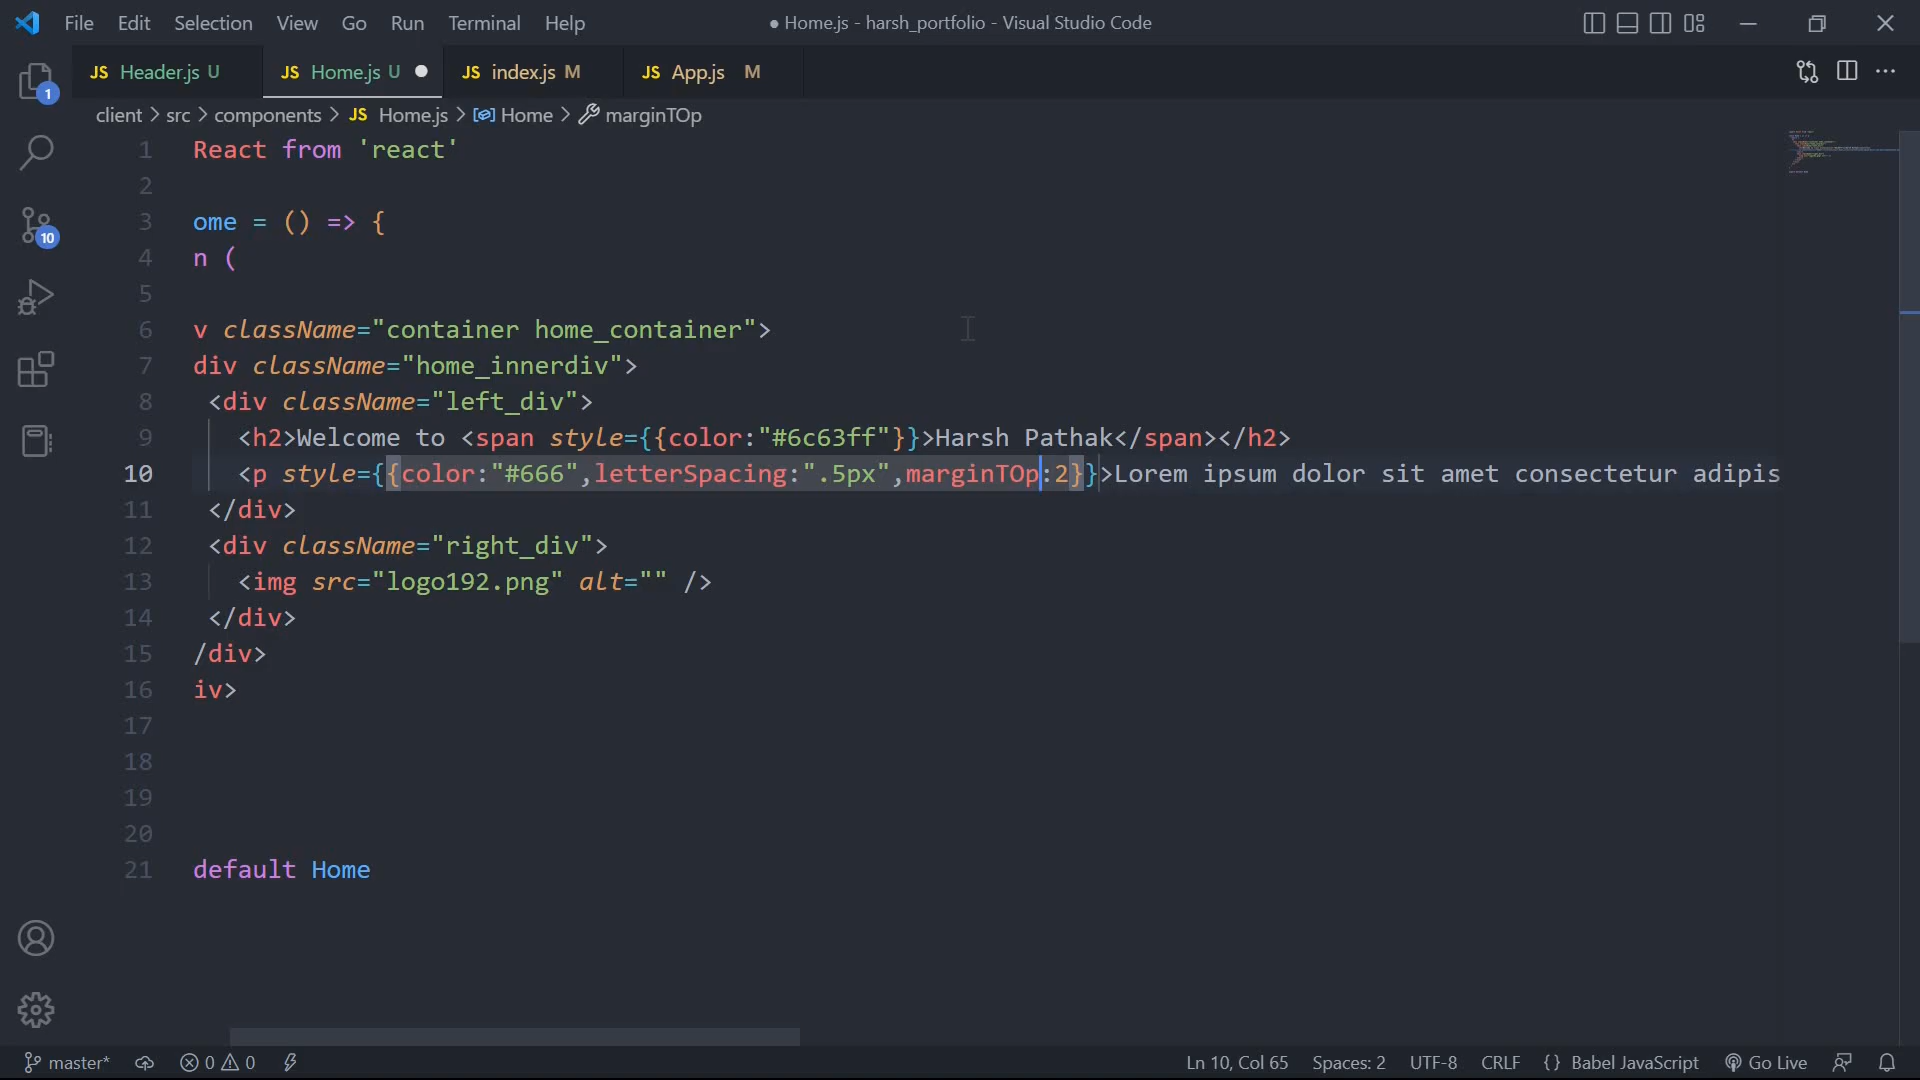 File Edit Selection View Go Run Terminal Help ● Home.js - harsh_portfolio - Visual Studio Code
JS Header.js U JS Home.js U ● JS index.js M JS App.js M
1
client > src > components > JS Home.js > Home > marginTOp
1 React from 'react'
2
3 ome = () => {
4 n (
10
5
6 v className="container home_container">
7 div className="home_innerdiv">
8 <div className="left_div">
9 <h2>Welcome to <span style={{color:"#6c63ff"}}>Harsh Pathak</span></h2>
10 <p style={{color:"#666",letterSpacing:".5px",marginTOp:2}}>Lorem ipsum dolor sit amet consectetur adipis
11 </div>
12 <div className="right_div">
13 <img src="logo192.png" alt="" />
14 </div>
15 /div>
16 iv>
17
18
19
20
21 default Home
master* 0 0 Ln 10, Col 65 Spaces: 2 UTF-8 CRLF {} Babel JavaScript Go Live